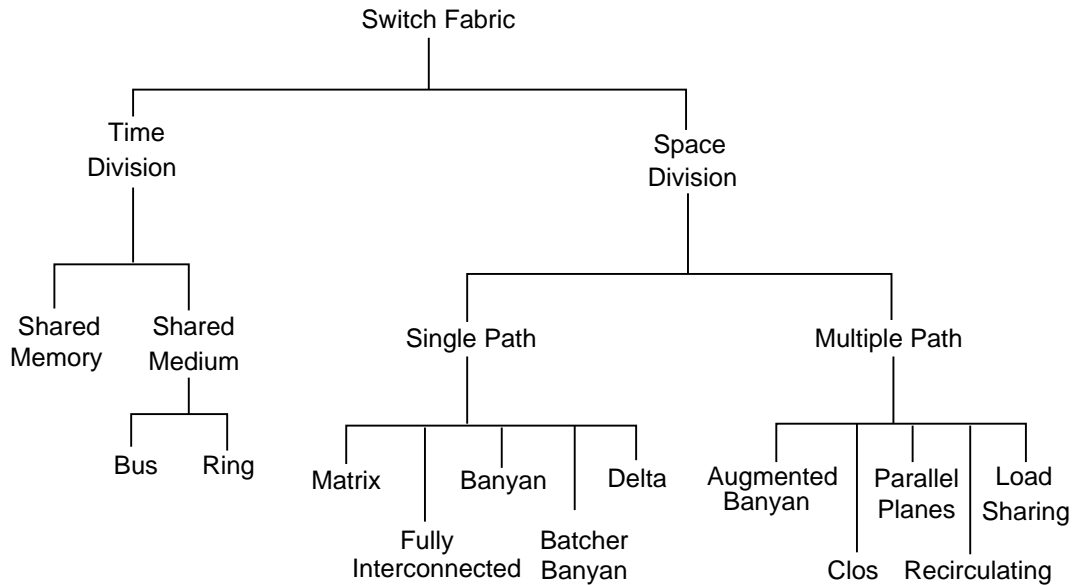 Switch Fabric
Time
Division
Space
Division
Shared
Memory
Shared
Medium
Single Path
Multiple Path
Bus
Ring
Matrix
Fully
Interconnected
Banyan
Batcher
Banyan
Delta
Augmented
Banyan
Clos
Parallel
Planes
Recirculating
Load
Sharing